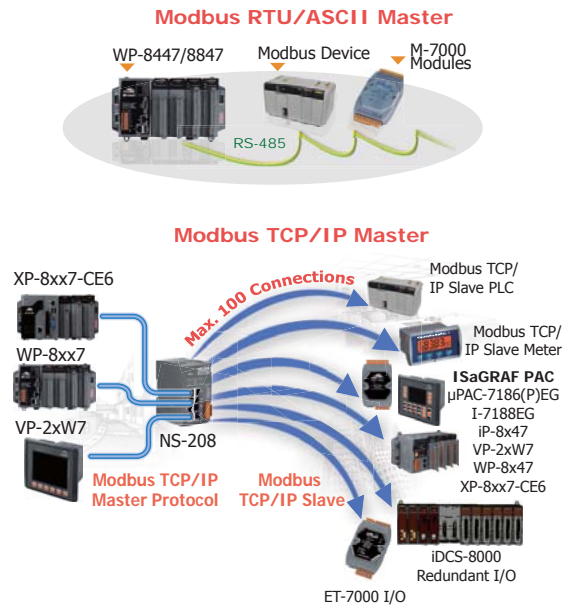 Modbus RTU/ASCII Master
WP-8447/8847
Modbus Device
M-7000
Modules
RS-485
Modbus TCP/IP Master
XP-8xx7-CE6
WP-8xx7
VP-2xW7
NS-208
Max. 100 Connections
Modbus TCP/IP
Master Protocol
Modbus
TCP/IP Slave
Modbus TCP/
IP Slave PLC
Modbus TCP/
IP Slave Meter
ISaGRAF PAC
µPAC-7186(P)EG
I-7188EG
iP-8x47
VP-2xW7
WP-8x47
XP-8xx7-CE6
iDCS-8000
Redundant I/O
ET-7000 I/O